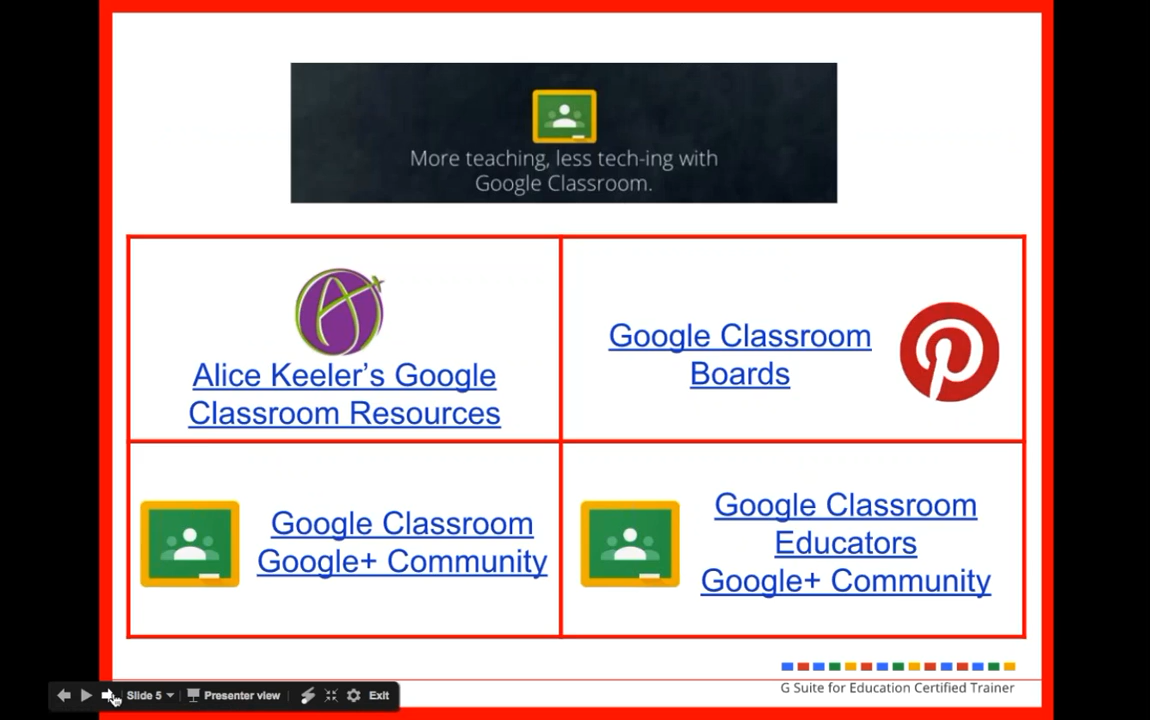 More teaching, less tech-ing with
Google Classroom.
Alice Keeler’s Google
Classroom Resources
Google Classroom
Boards
Google Classroom
Google+ Community
Google Classroom
Educators
Google+ Community
G Suite for Education Certified Trainer
Slide 5
Presenter view
Exit